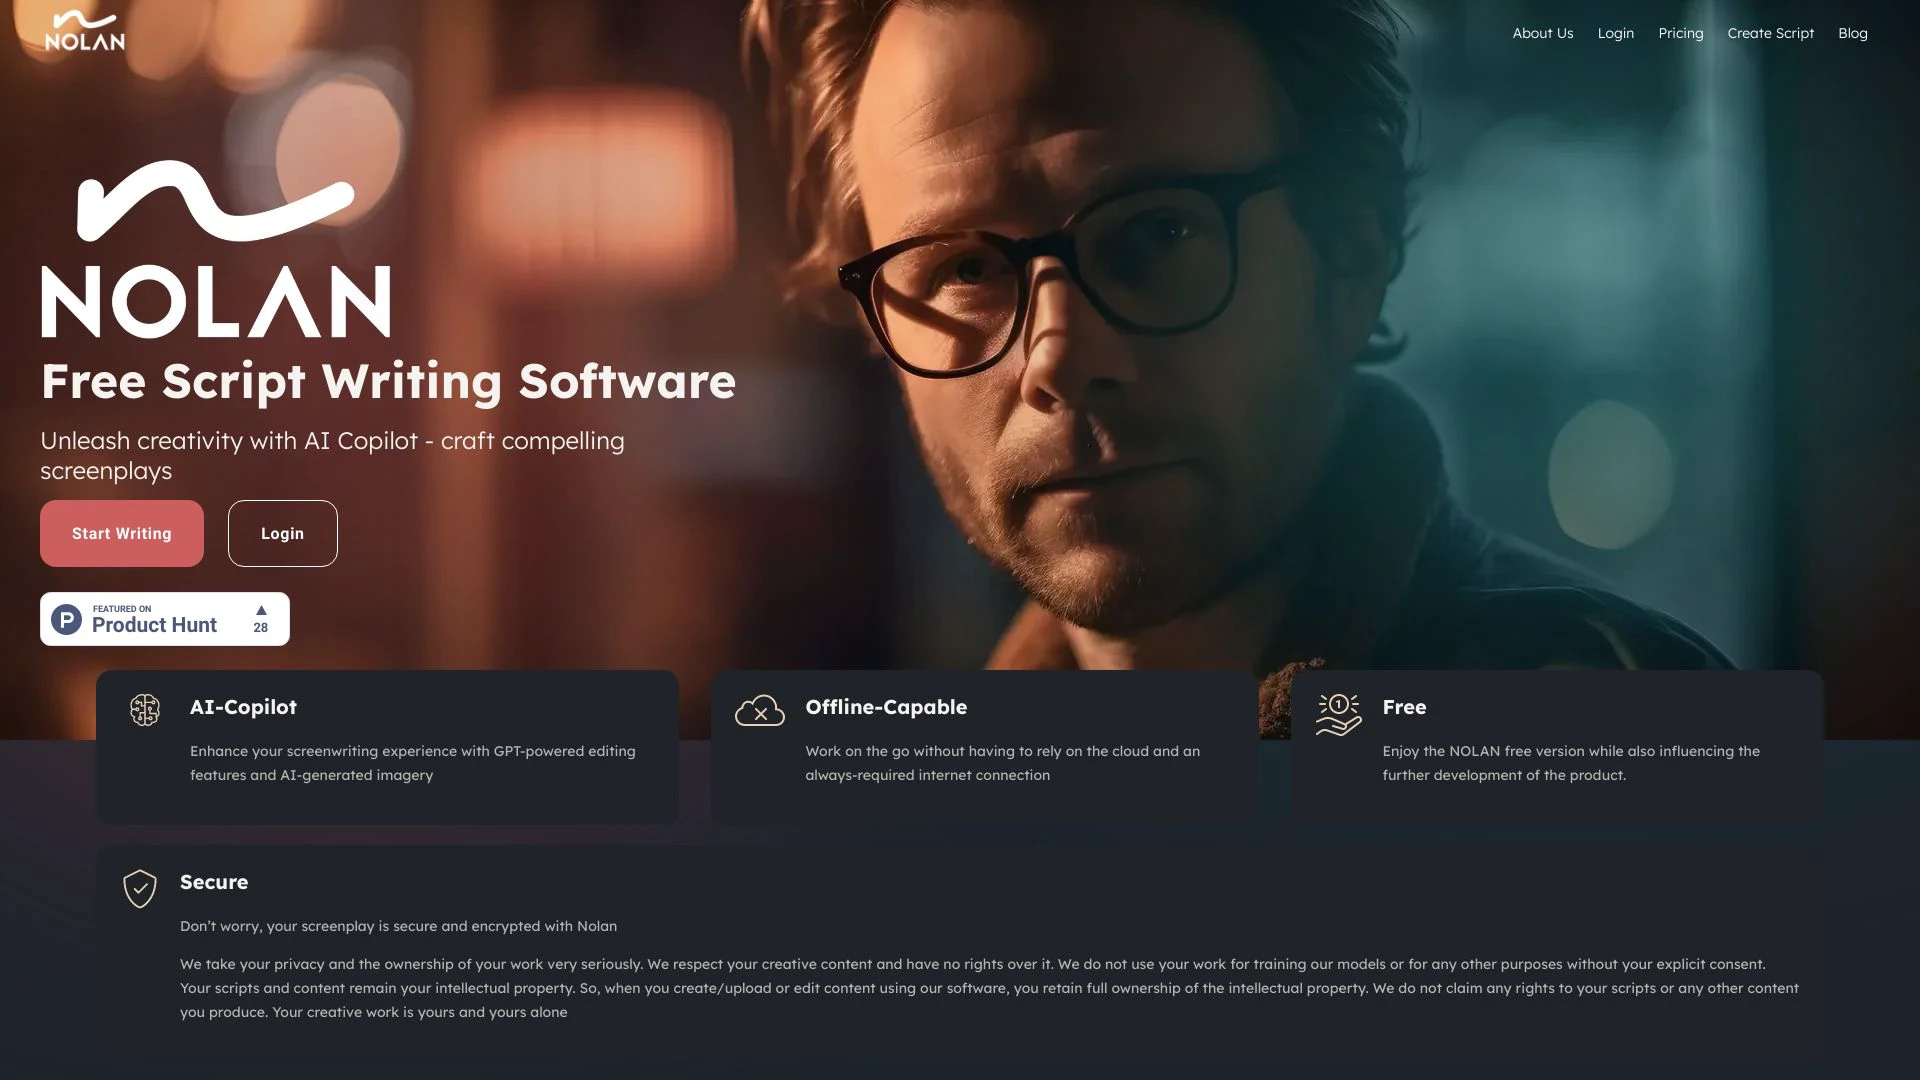 NOLAN
About Us Login Pricing Create Script Blog
NOLAN
Free Script Writing Software
Unleash creativity with AI Copilot - craft compelling
screenplays
Start Writing Login
P FEATURED ON
Product Hunt 28
AI-Copilot
Enhance your screenwriting experience with GPT-powered editing
features and AI-generated imagery
Offline-Capable
Work on the go without having to rely on the cloud and an
always-required internet connection
1
Free
Enjoy the NOLAN free version while also influencing the
further development of the product.
Secure
Don’t worry, your screenplay is secure and encrypted with Nolan
We take your privacy and the ownership of your work very seriously. We respect your creative content and have no rights over it. We do not use your work for training our models or for any other purposes without your explicit consent.
Your scripts and content remain your intellectual property. So, when you create/upload or edit content using our software, you retain full ownership of the intellectual property. We do not claim any rights to your scripts or any other content
you produce. Your creative work is yours and yours alone